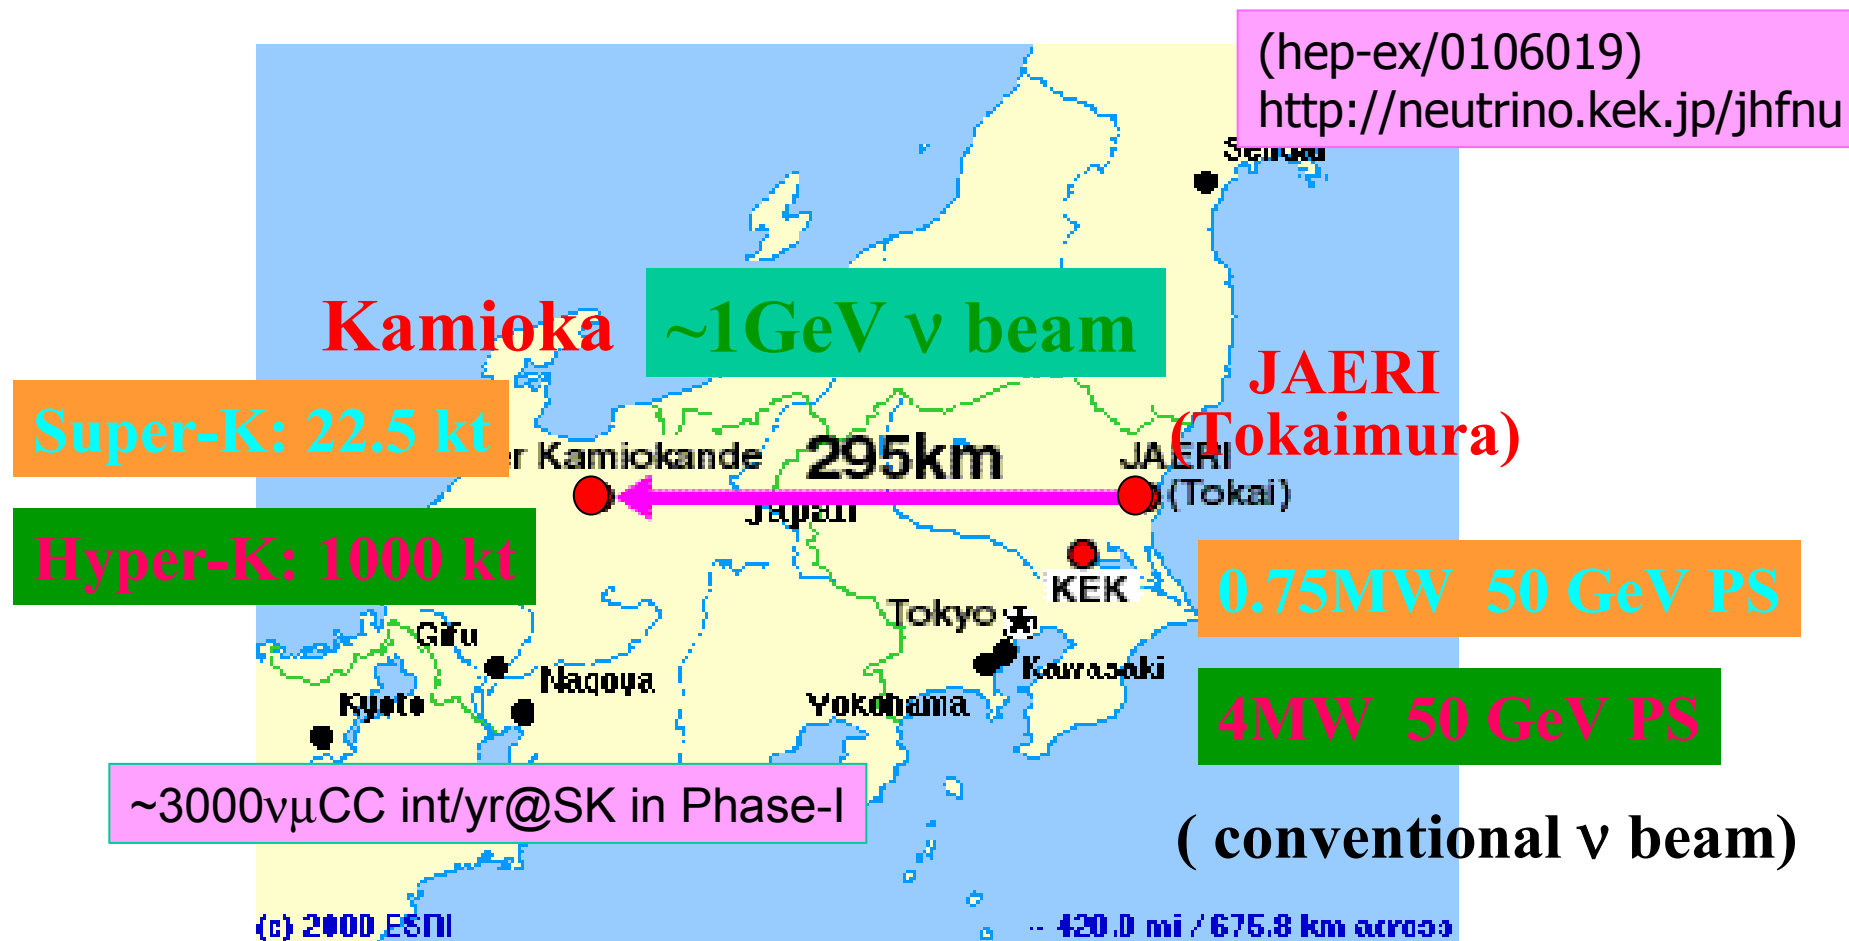 (hep-ex/0106019)
http://neutrino.kek.jp/jhfnu
Kamioka
~1GeV ν beam
JAERI
(Tokaimura)
Super-K: 22.5 kt
er Kamiokande
295km
JAERI
(Tokai)
Japan
Hyper-K: 1000 kt
KEK
0.75MW 50 GeV PS
Tokyo
Gifu
Kawasaki
Nagoya
Kyoto
Yokohama
4MW 50 GeV PS
~3000νμCC int/yr@SK in Phase-I
( conventional ν beam)
(c) 2000 ESRI
-- 420.0 mi / 675.8 km across